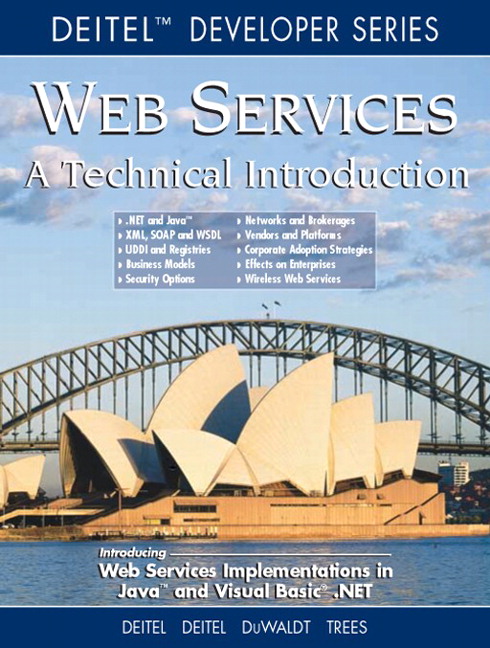 DEITEL™ DEVELOPER SERIES
WEB SERVICES
A Technical Introduction
.NET and Java™
XML, SOAP and WSDL
UDDI and Registries
Business Models
Security Options
Networks and Brokerages
Vendors and Platforms
Corporate Adoption Strategies
Effects on Enterprises
Wireless Web Services
Introducing
Web Services Implementations in
Java™ and Visual Basic® .NET
DEITEL DEITEL DUWALDT TREES